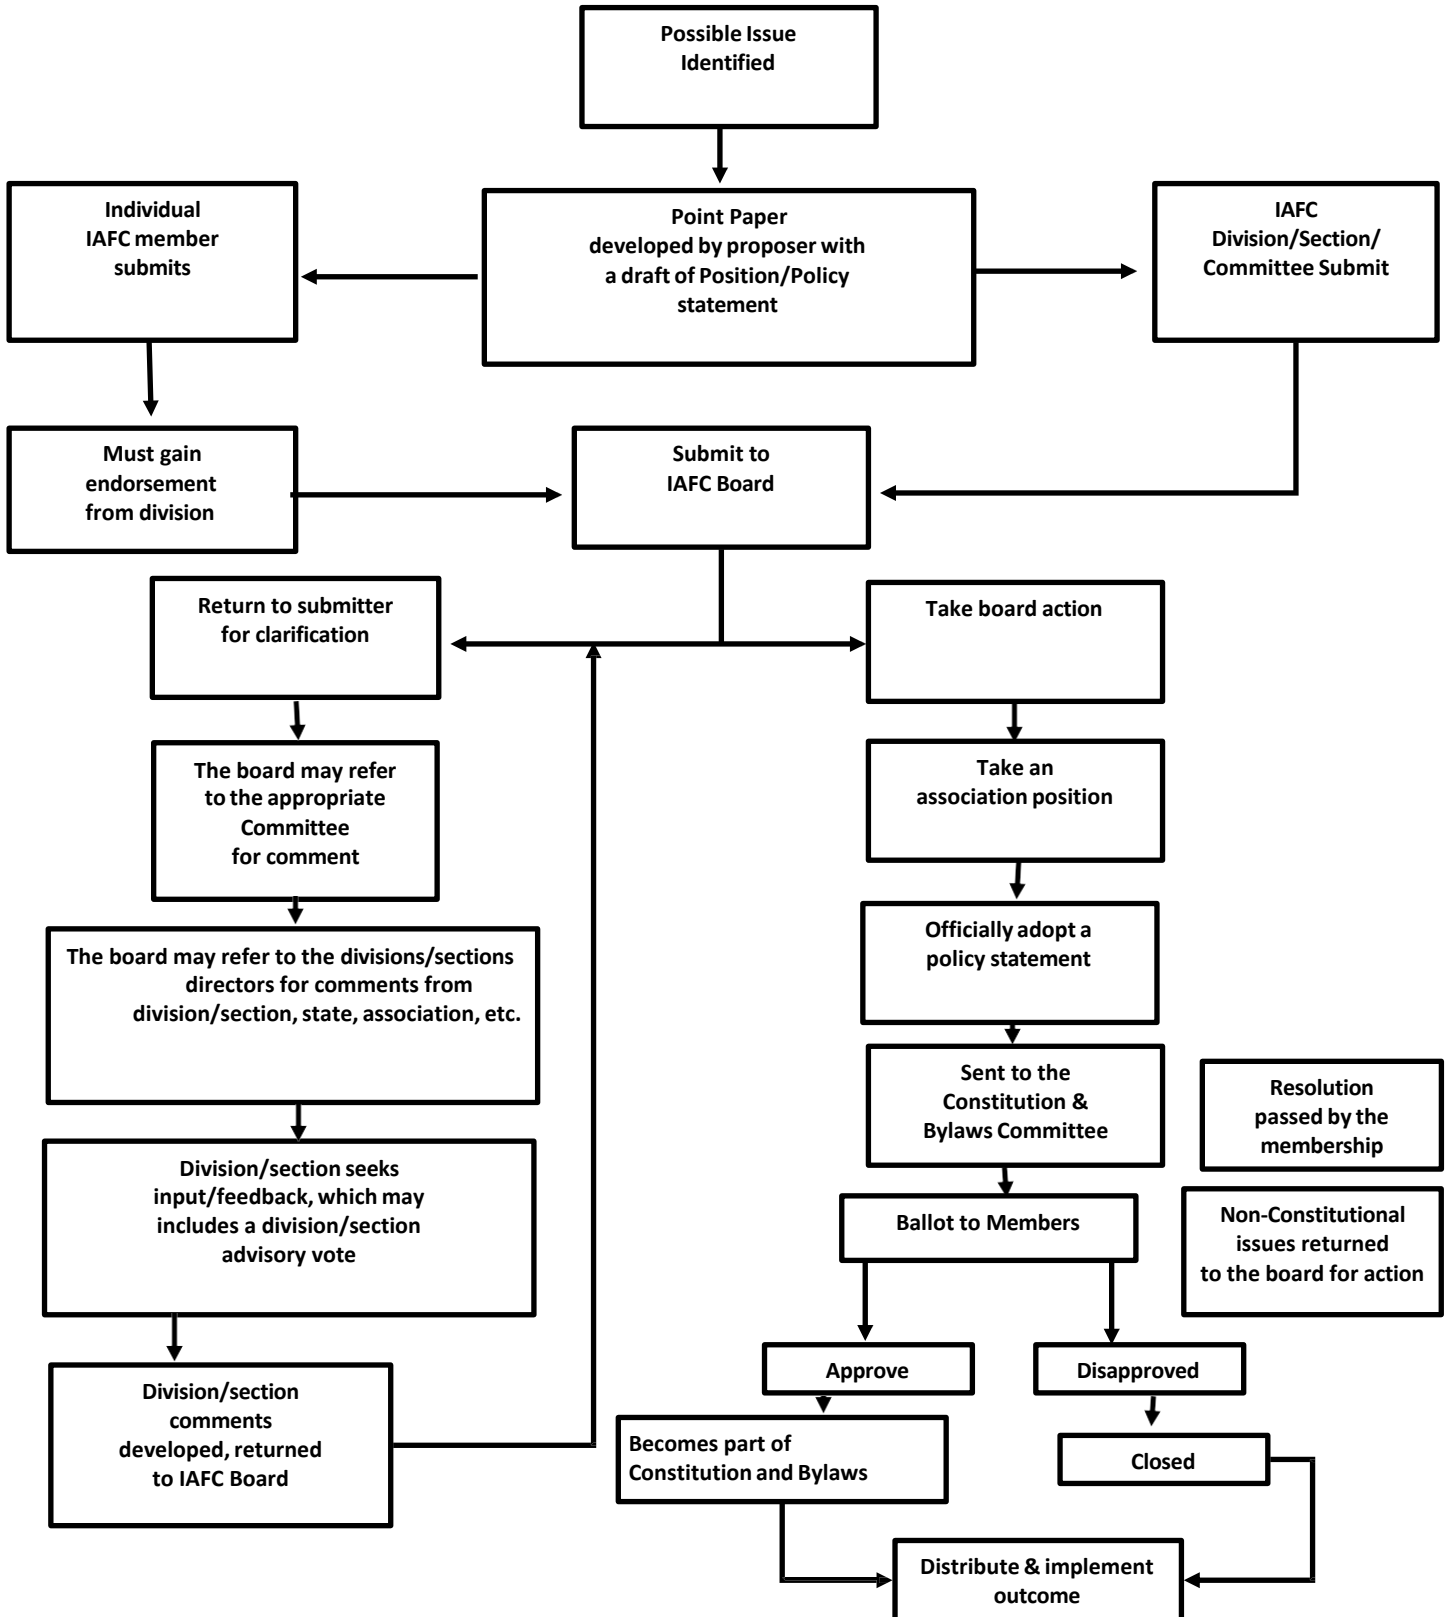 Possible Issue
Identified
Individual
IAFC member
submits
Point Paper
developed by proposer with
a draft of Position/Policy
statement
IAFC
Division/Section/
Committee Submit
Must gain
endorsement
from division
Submit to
IAFC Board
Return to submitter
for clarification
Take board action
The board may refer
to the appropriate
Committee
for comment
Take an
association position
The board may refer to the divisions/sections
directors for comments from
division/section, state, association, etc.
Officially adopt a
policy statement
Sent to the
Constitution &
Bylaws Committee
Resolution
passed by the
membership
Division/section seeks
input/feedback, which may
includes a division/section
advisory vote
Ballot to Members
Non-Constitutional
issues returned
to the board for action
Division/section
comments
developed, returned
to IAFC Board
Approve
Disapproved
Becomes part of
Constitution and Bylaws
Closed
Distribute & implement
outcome